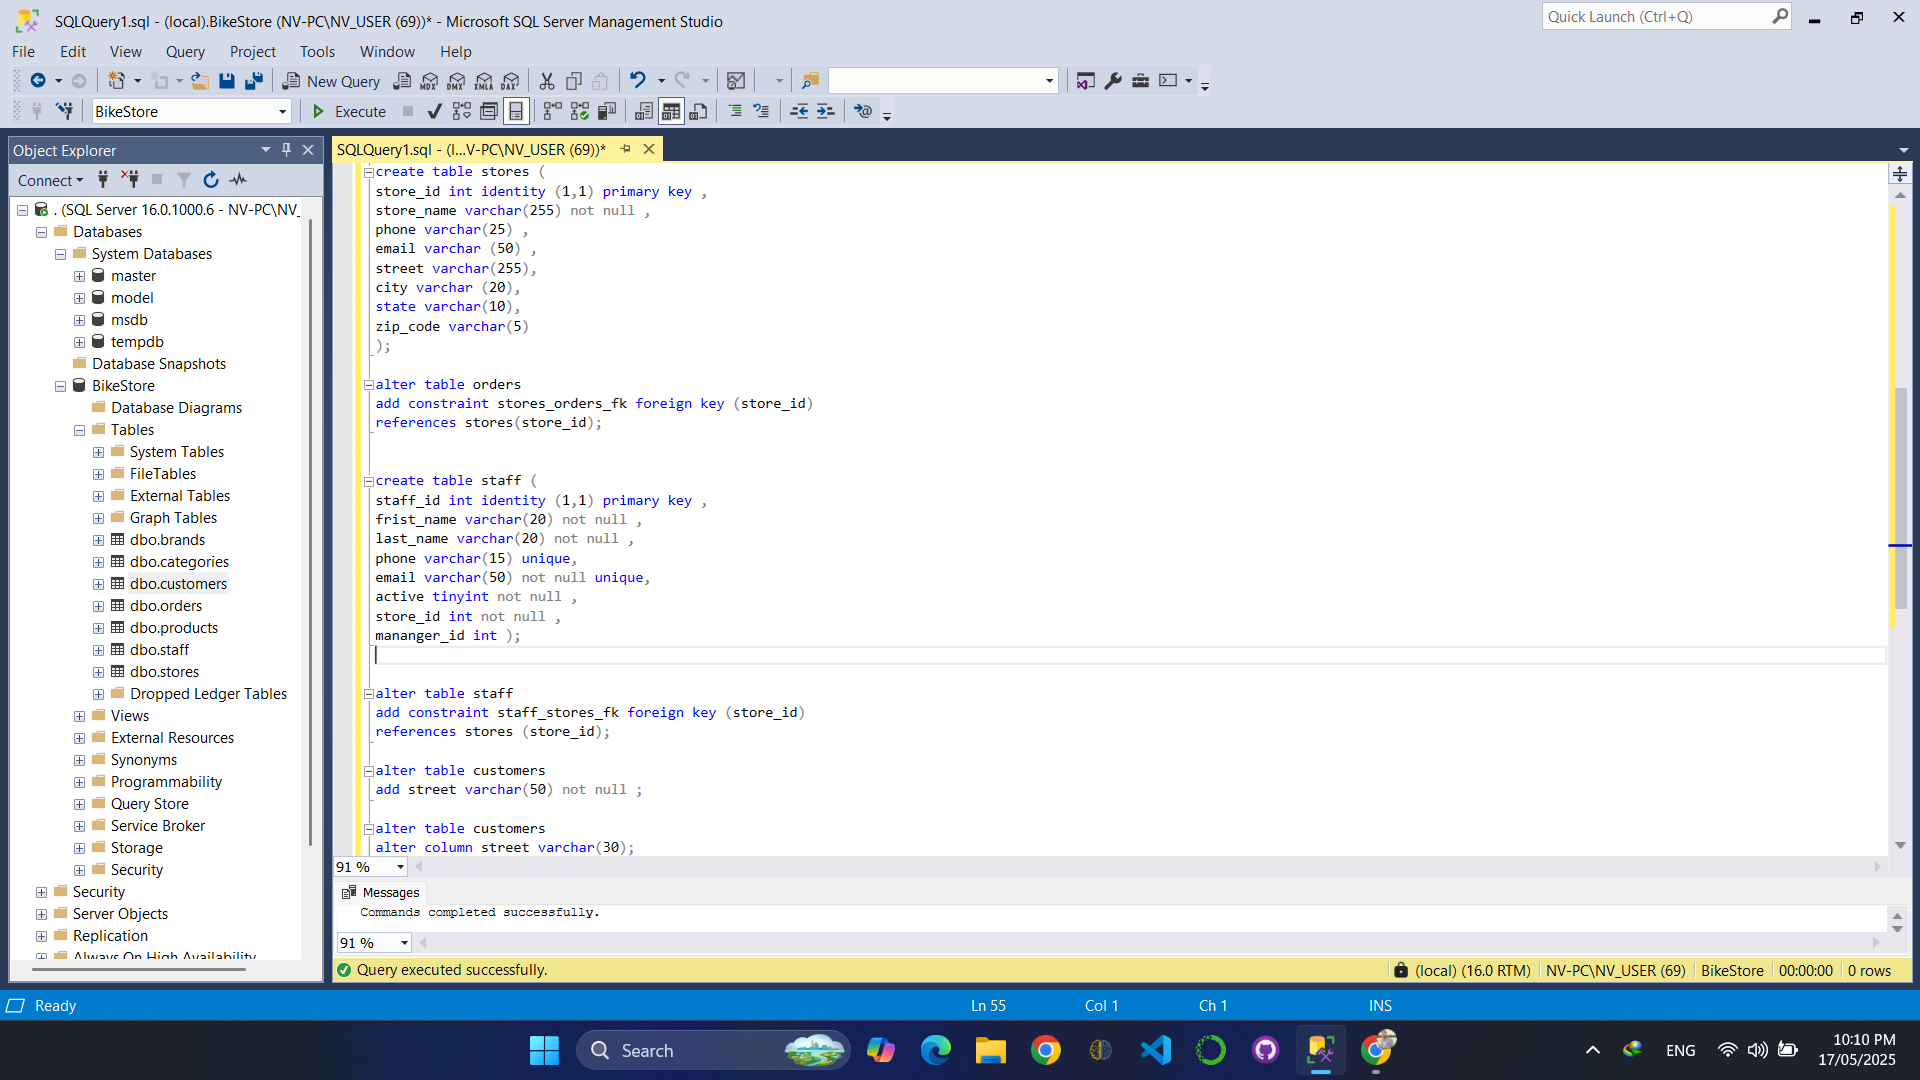 SQLQuery1.sql - (local).BikeStore (NV-PC\NV_USER (69))* - Microsoft SQL Server Management Studio
Quick Launch (Ctrl+Q)
File Edit View Query Project Tools Window Help
New Query
MDX DMX XMLA DAX
BikeStore
Execute
Object Explorer
Connect
. (SQL Server 16.0.1000.6 - NV-PC\NV_
Databases
System Databases
master
model
msdb
tempdb
Database Snapshots
BikeStore
Database Diagrams
Tables
System Tables
FileTables
External Tables
Graph Tables
dbo.brands
dbo.categories
dbo.customers
dbo.orders
dbo.products
dbo.staff
dbo.stores
Dropped Ledger Tables
Views
External Resources
Synonyms
Programmability
Query Store
Service Broker
Storage
Security
Security
Server Objects
Replication
Always On High Availability
SQLQuery1.sql - (l...V-PC\NV_USER (69))*
create table stores (
store_id int identity (1,1) primary key ,
store_name varchar(255) not null ,
phone varchar(25) ,
email varchar (50) ,
street varchar(255),
city varchar (20),
state varchar(10),
zip_code varchar(5)
);
alter table orders
add constraint stores_orders_fk foreign key (store_id)
references stores(store_id);
create table staff (
staff_id int identity (1,1) primary key ,
frist_name varchar(20) not null ,
last_name varchar(20) not null ,
phone varchar(15) unique,
email varchar(50) not null unique,
active tinyint not null ,
store_id int not null ,
mananger_id int );
alter table staff
add constraint staff_stores_fk foreign key (store_id)
references stores (store_id);
alter table customers
add street varchar(50) not null ;
alter table customers
alter column street varchar(30);
91 %
Messages
Commands completed successfully.
91 %
Query executed successfully.
(local) (16.0 RTM) NV-PC\NV_USER (69) BikeStore 00:00:00 0 rows
Ready Ln 55 Col 1 Ch 1 INS
Search
ENG
10:10 PM
17/05/2025